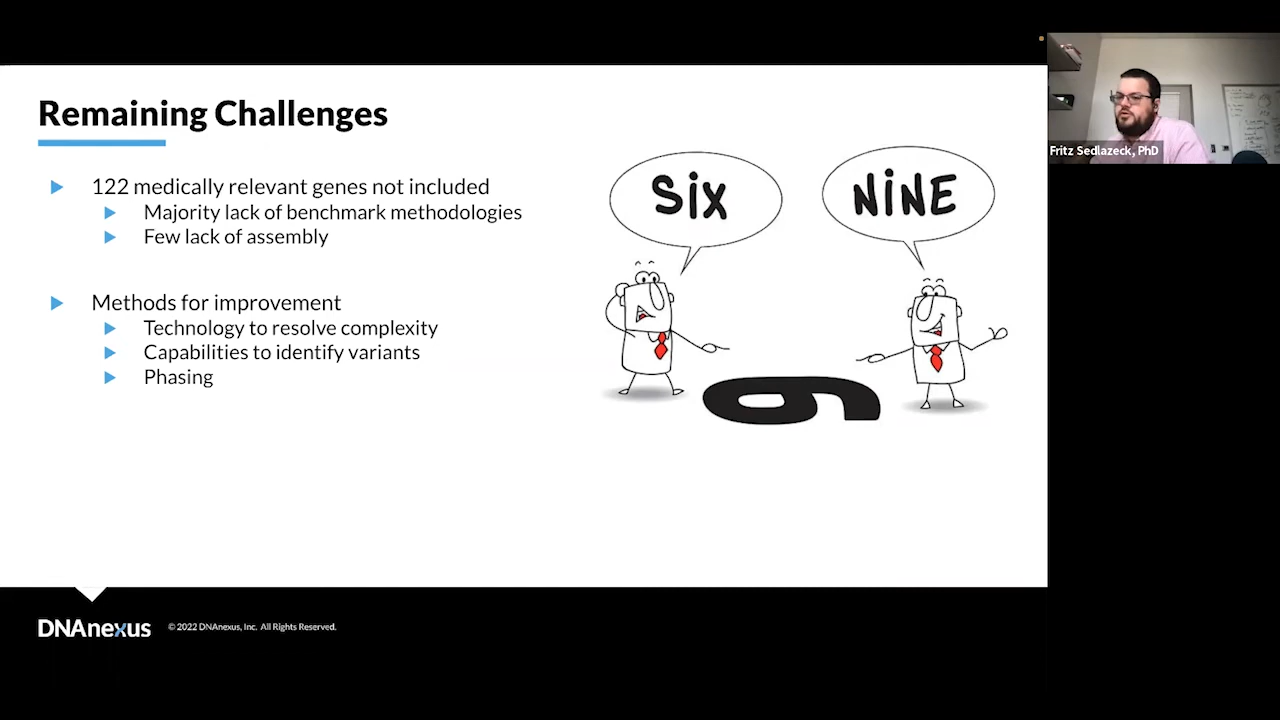 Remaining Challenges
122 medically relevant genes not included
Majority lack of benchmark methodologies
Few lack of assembly
Methods for improvement
Technology to resolve complexity
Capabilities to identify variants
Phasing
SiX
NiNE
6
Fritz Sedlazeck, PhD
DNAnexus
© 2022 DNAnexus, Inc. All Rights Reserved.